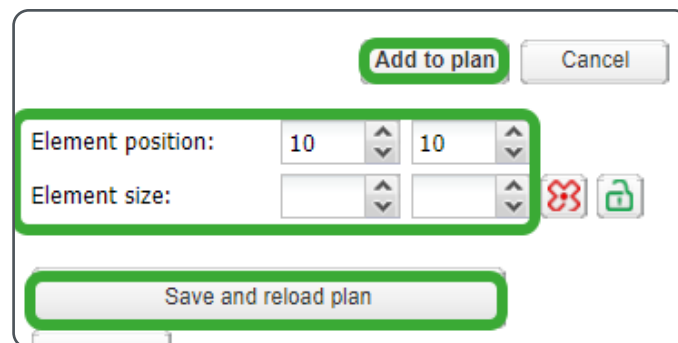 Add to plan Cancel
Element position: 10 10
Element size:
Save and reload plan